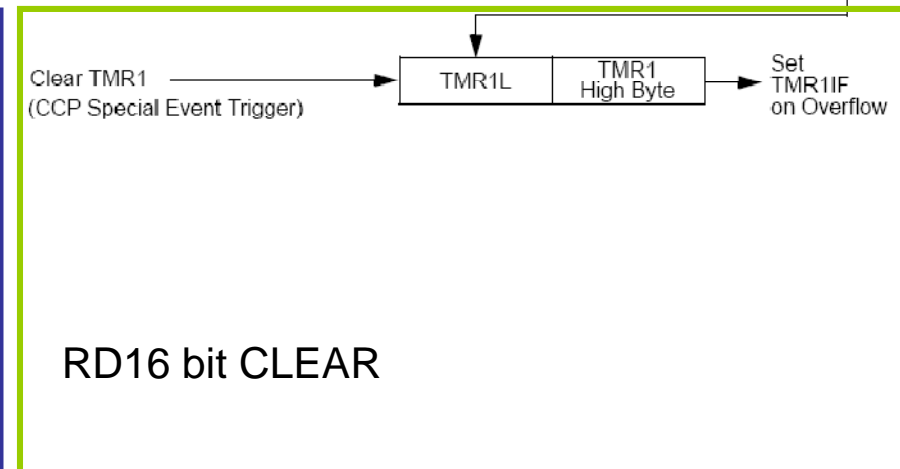 Clear TMR1
(CCP Special Event Trigger)
TMR1L
TMR1
High Byte
Set
TMR1IF
on Overflow
RD16 bit CLEAR